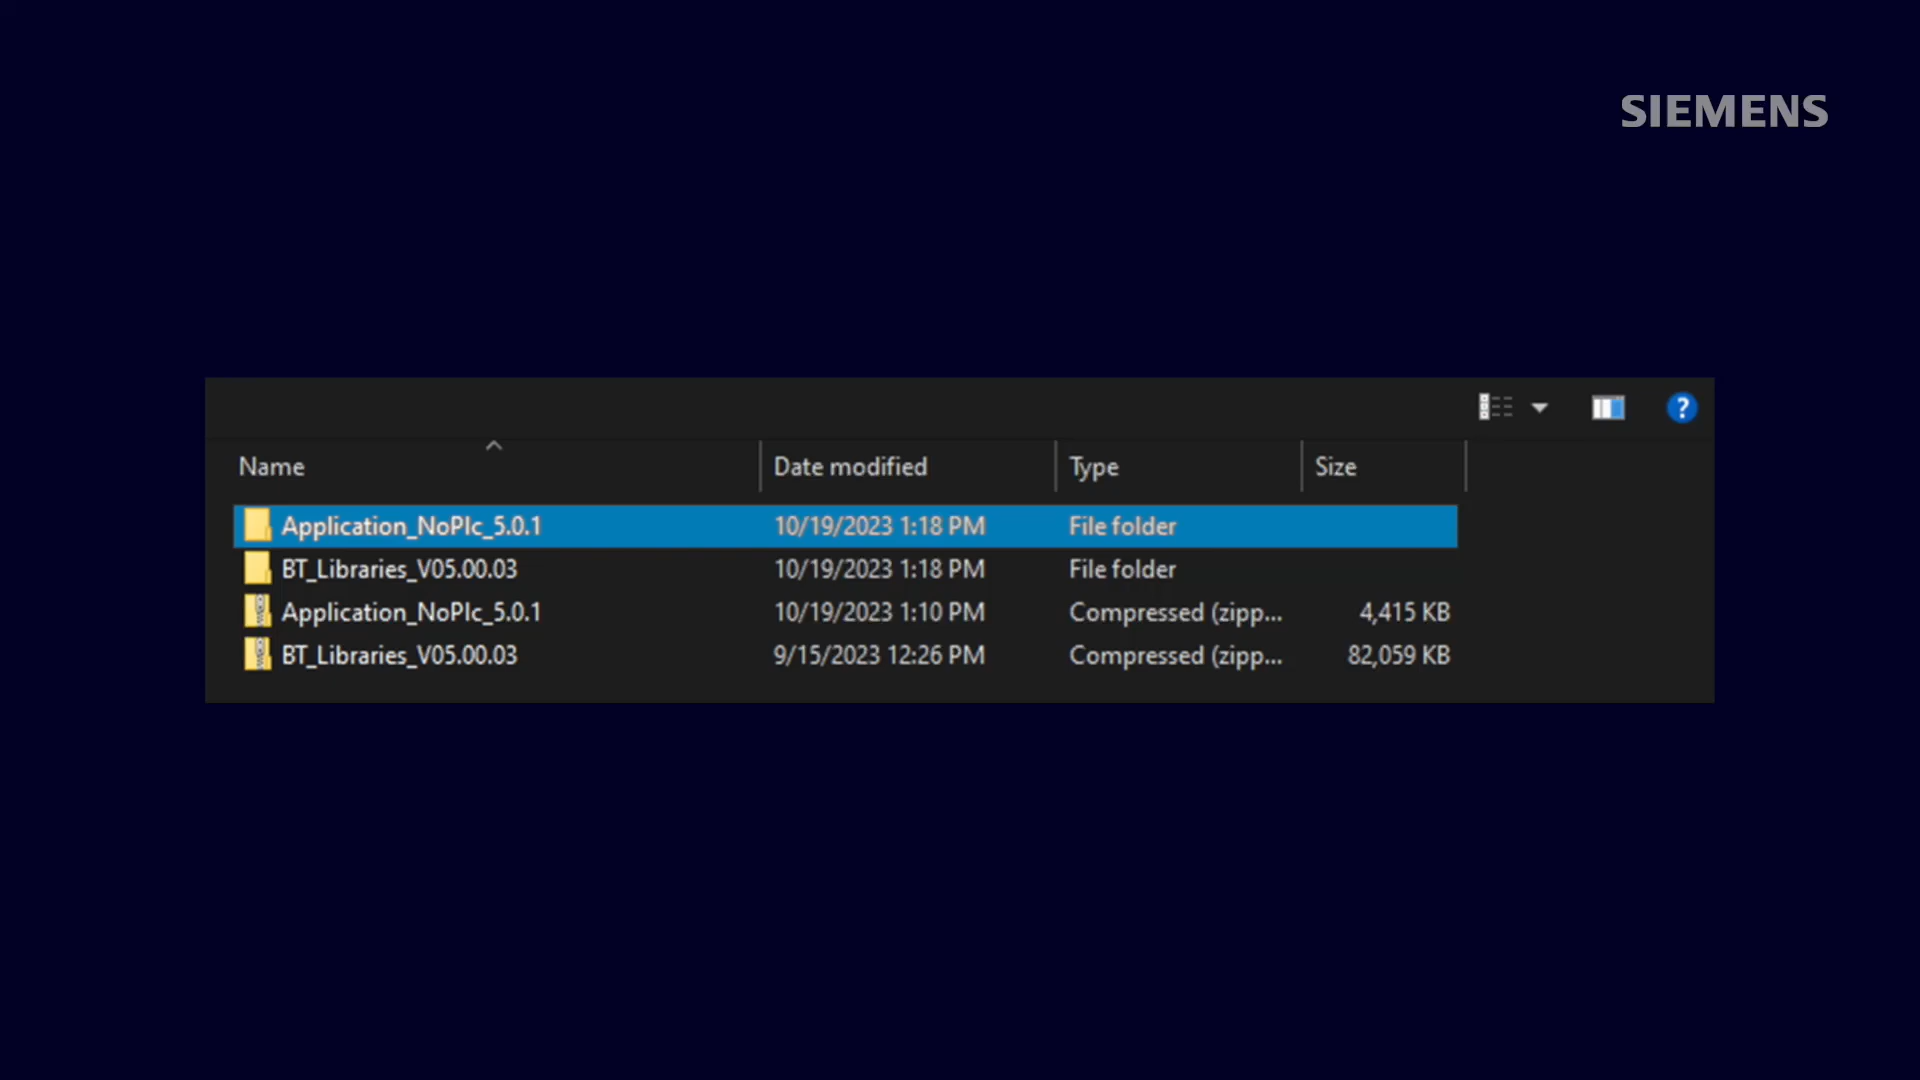 SIEMENS
?
Name Date modified Type Size
Application_NoPlc_5.0.1 10/19/2023 1:18 PM File folder
BT_Libraries_V05.00.03 10/19/2023 1:18 PM File folder
Application_NoPlc_5.0.1 10/19/2023 1:10 PM Compressed (zipp... 4,415 KB
BT_Libraries_V05.00.03 9/15/2023 12:26 PM Compressed (zipp... 82,059 KB